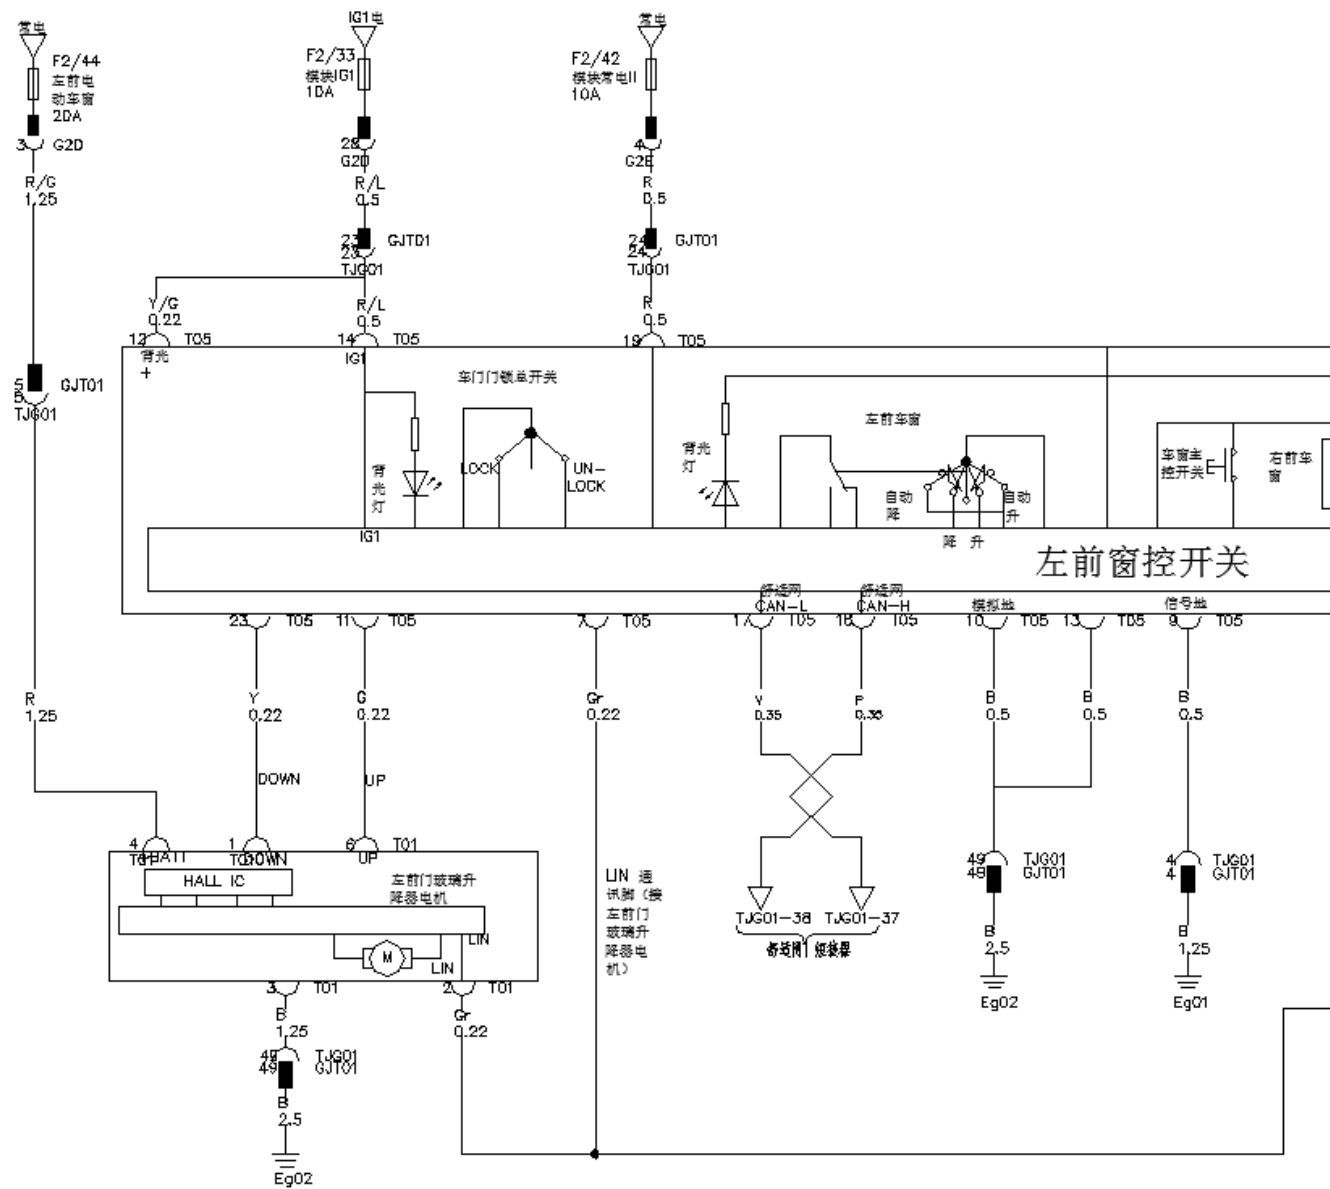 常电
IG1电
常电
F2/44
左前电
动车窗
20A
F2/33
模块IG1
10A
F2/42
模块常电II
10A
3
G2D
28
G2D
4
G2E
R/G
1.25
R/L
0.5
R
0.5
23
GJT01
23
TJG01
24
GJT01
24
TJG01
Y/G
0.22
R/L
0.5
R
0.5
12
T05
14
T05
19
T05
背光
+
IG1
5
GJT01
5
TJG01
车门门锁总开关
LOCK
UN-
LOCK
背
光
灯
背光
灯
左前车窗
自动
降
自动
升
降 升
车窗主
控开关
右前车
窗
IG1
左前窗控开关
舒适网
CAN-L
舒适网
CAN-H
模拟地
信号地
23
T05
11
T05
7
T05
17
T05
18
T05
10
T05
13
T05
9
T05
R
1.25
Y
0.22
G
0.22
Gr
0.22
V
0.35
P
0.35
B
0.5
B
0.5
B
0.5
DOWN
UP
4
T01
1
T01
6
T01
+BATT
DOWN
UP
HALL IC
左前门玻璃升
降器电机
M
LIN
LIN
LIN 通
讯脚（接
左前门
玻璃升
降器电
机）
TJG01-38
TJG01-37
舒适网1 短接器
49
TJG01
49
GJT01
4
TJG01
4
GJT01
B
2.5
B
1.25
Eg02
Eg01
3
T01
2
T01
B
1.25
Gr
0.22
49
TJG01
49
GJT01
B
2.5
Eg02